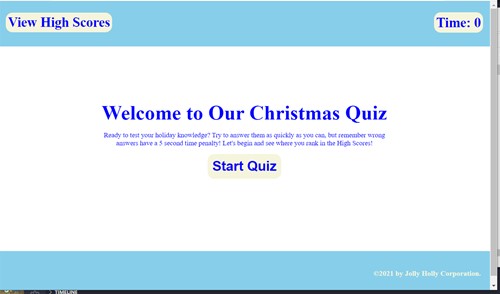 View High Scores
Time: 0
Welcome to Our Christmas Quiz
Ready to test your holiday knowledge? Try to answer them as quickly as you can, but remember wrong
answers have a 5 second time penalty! Let's begin and see where you rank in the High Scores!
Start Quiz
©2021 by Jolly Holly Corporation.
TIMELINE